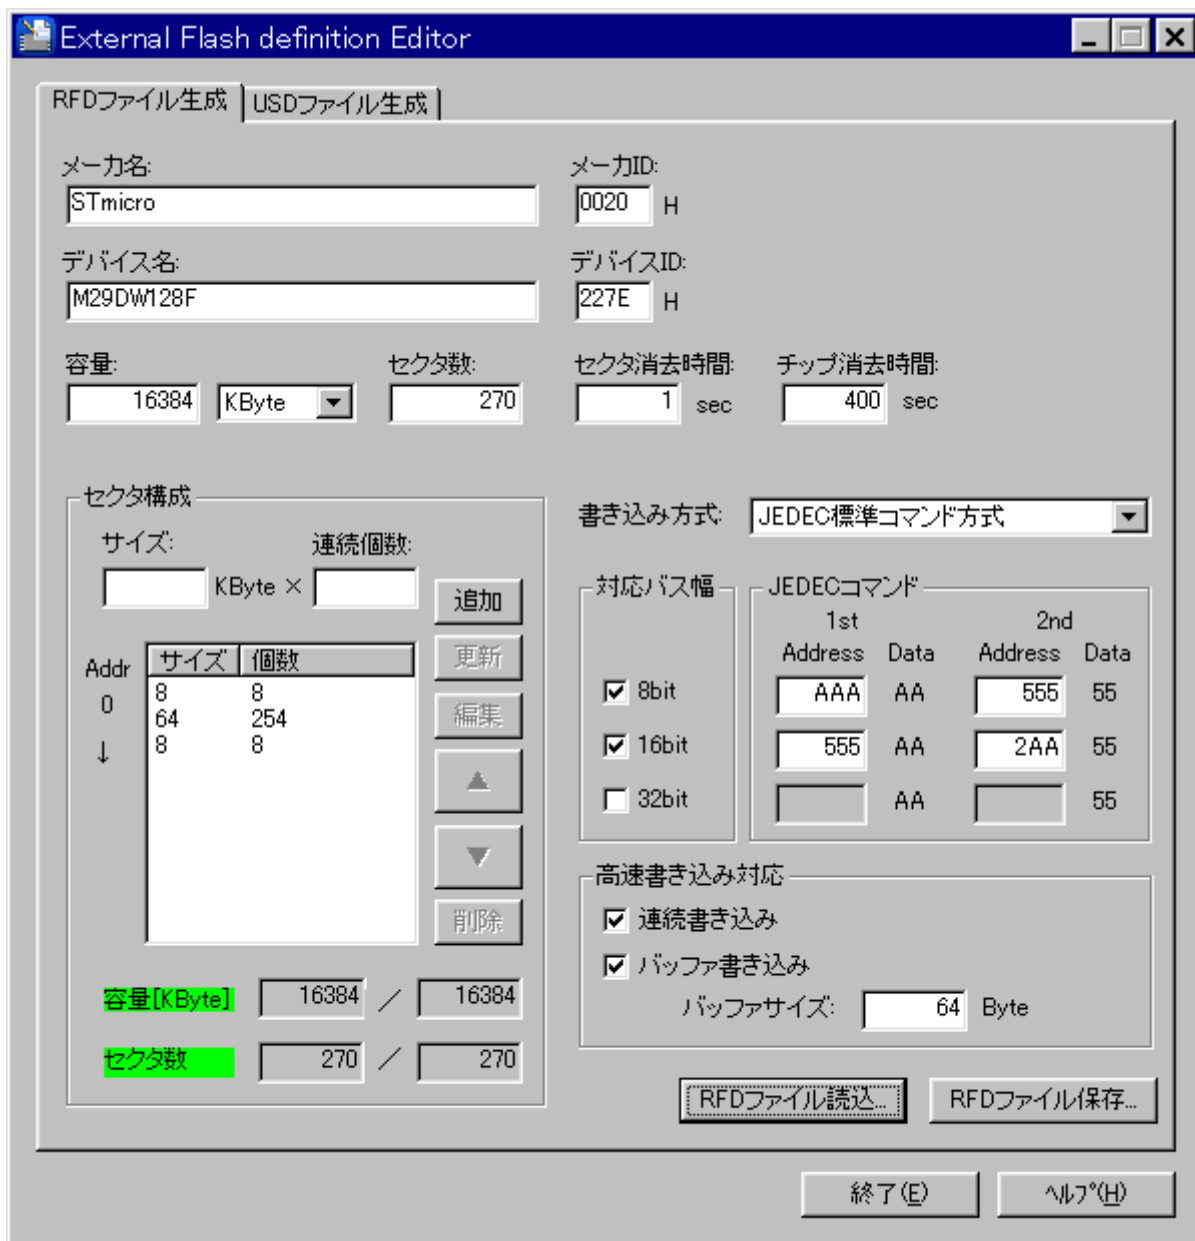 External Flash definition Editor
RFDファイル生成 USDファイル生成
メーカ名: メーカID:
STmicro 0020 H
デバイス名: デバイスID:
M29DW128F 227E H
容量: セクタ数: セクタ消去時間: チップ消去時間:
16384 KByte 270 1 sec 400 sec
セクタ構成
サイズ: 連続個数:
KByte ×
追加
更新
編集
▲
▼
削除
Addr
0
↓
サイズ 個数
8 8
64 254
8 8
容量[KByte] 16384 / 16384
セクタ数 270 / 270
書き込み方式: JEDEC標準コマンド方式
対応バス幅
8bit
16bit
32bit
JEDECコマンド
1st 2nd
Address Data Address Data
AAA AA 555 55
555 AA 2AA 55
AA 55
高速書き込み対応
連続書き込み
バッファ書き込み
バッファサイズ: 64 Byte
RFDファイル読込... RFDファイル保存...
終了(E) ヘルプ(H)